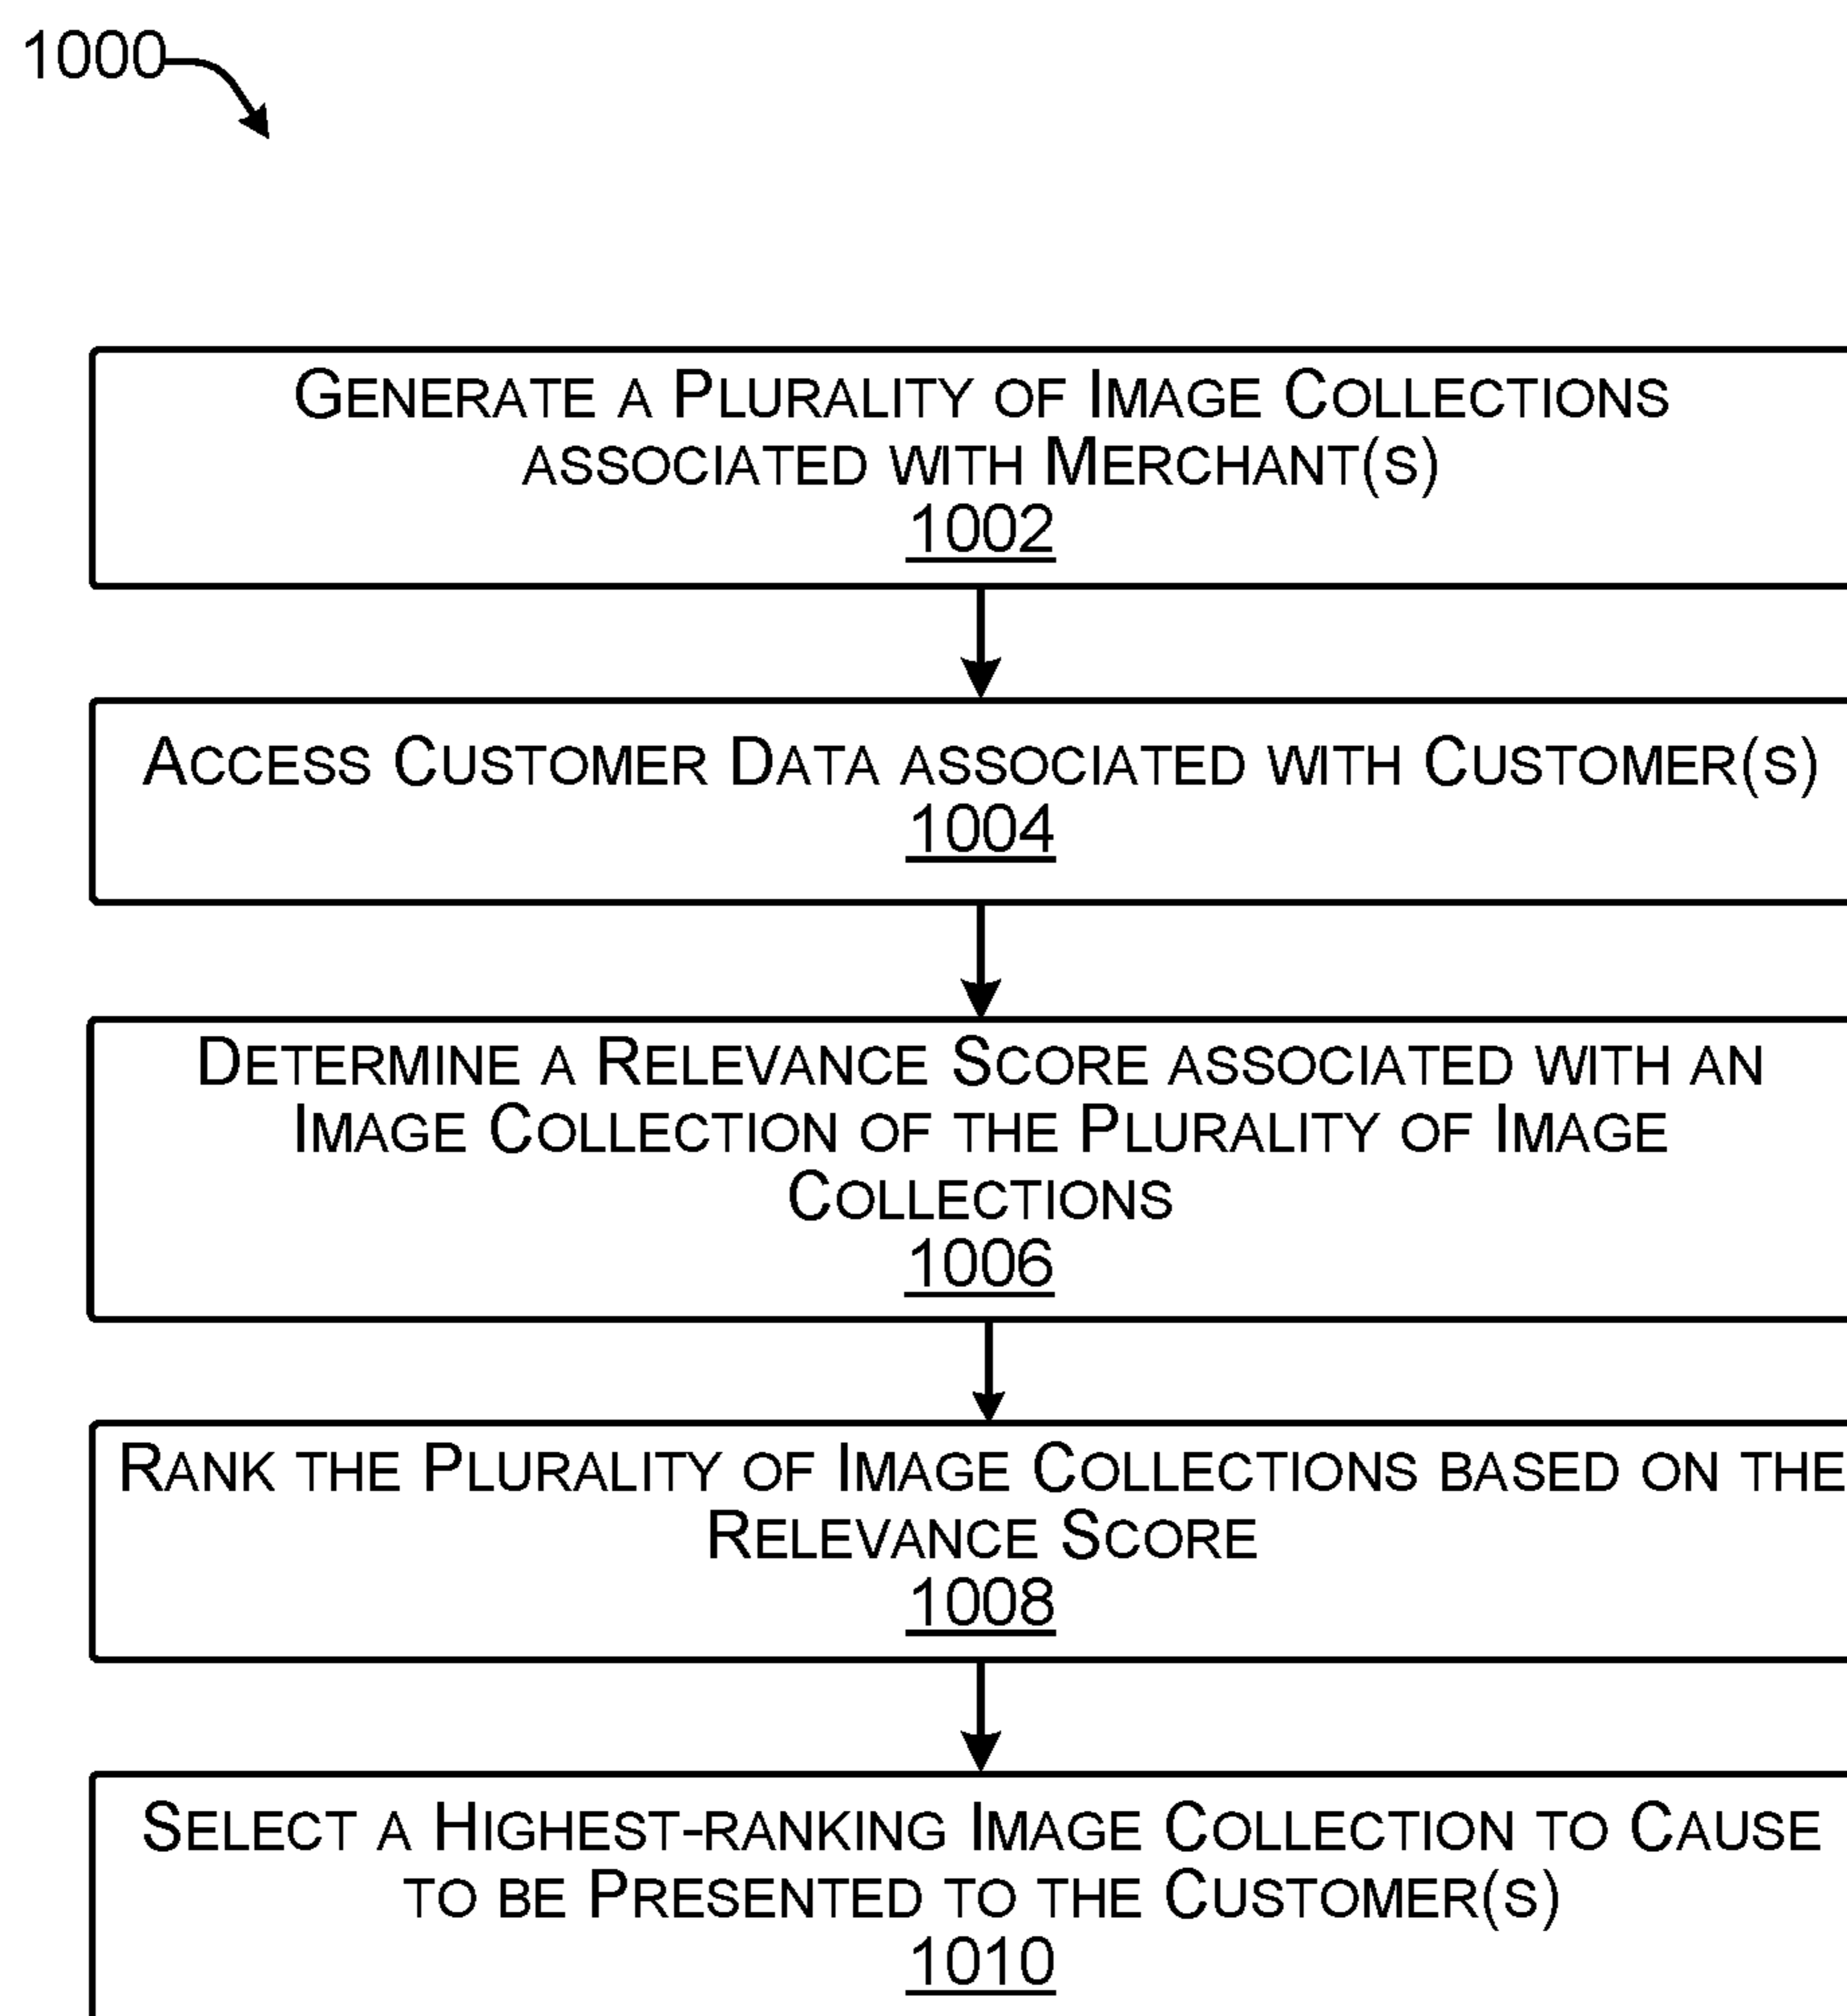 1000
GENERATE A PLURALITY OF IMAGE COLLECTIONS
ASSOCIATED WITH MERCHANT(S)
1002
ACCESS CUSTOMER DATA ASSOCIATED WITH CUSTOMER(S)
1004
DETERMINE A RELEVANCE SCORE ASSOCIATED WITH AN
IMAGE COLLECTION OF THE PLURALITY OF IMAGE
COLLECTIONS
1006
RANK THE PLURALITY OF IMAGE COLLECTIONS BASED ON THE
RELEVANCE SCORE
1008
SELECT A HIGHEST-RANKING IMAGE COLLECTION TO CAUSE
TO BE PRESENTED TO THE CUSTOMER(S)
1010